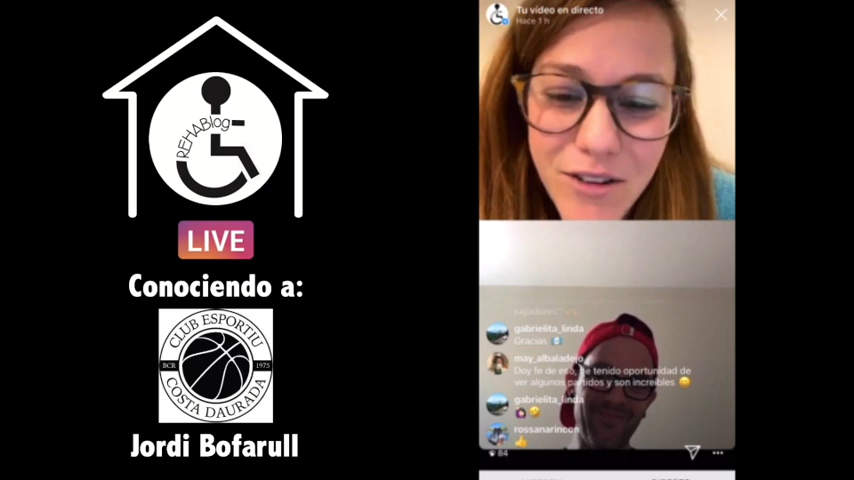 REHABlog
LIVE
Conociendo a:
CLUB ESPORTIU
BCR
1975
COSTA DAURADA
Jordi Bofarull
Tu vídeo en directo
Hace 1 h
jugadores"
gabrielita_linda
Gracias
may_albaladejo
Doy fe de eso, he tenido oportunidad de
ver algunos partidos y son increíbles
gabrielita_linda
rossanarincon
84